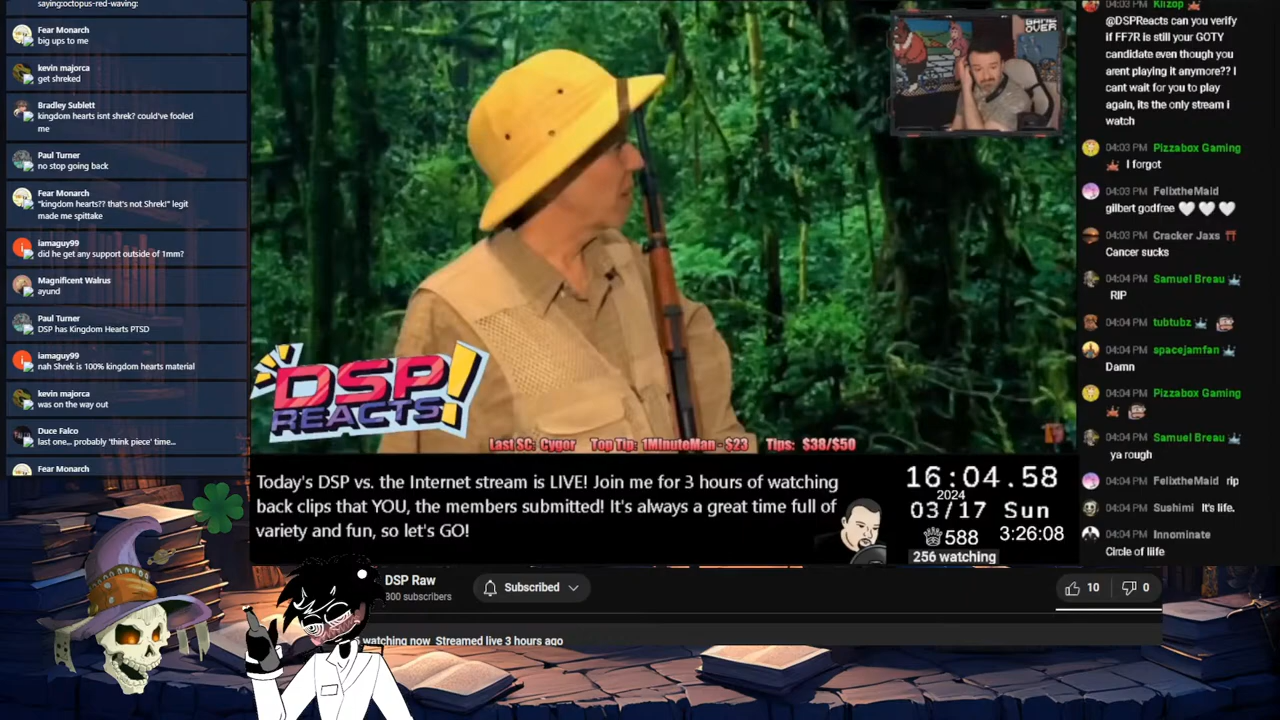 saying:octopus-red-waving:
Fear Monarch
big ups to me
kevin majorca
get shreked
Bradley Sublett
kingdom hearts isnt shrek? could've fooled
me
Paul Turner
no stop going back
Fear Monarch
"kingdom hearts?? that's not Shrek!" legit
made me spittake
iamaguy99
did he get any support outside of 1mm?
Magnificent Walrus
ayund
Paul Turner
DSP has Kingdom Hearts PTSD
iamaguy99
nah Shrek is 100% kingdom hearts material
kevin majorca
was on the way out
Duce Falco
last one... probably 'think piece' time...
Fear Monarch
GAME
OVER
DSP
REACTS!
Last SC: Cygor Top Tip: 1MinuteMan - $23 Tips: $38/$50
Today's DSP vs. the Internet stream is LIVE! Join me for 3 hours of watching
back clips that YOU, the members submitted! It's always a great time full of
variety and fun, so let's GO!
16:04.58
2024
03/17 Sun
588 3:26:08
256 watching
DSP Raw
300 subscribers
Subscribed
10
0
watching now Streamed live 3 hours ago
04:03 PM Klizop
@DSPReacts can you verify
if FF7R is still your GOTY
candidate even though you
arent playing it anymore?? I
cant wait for you to play
again, its the only stream i
watch
04:03 PM Pizzabox Gaming
I forgot
04:03 PM FelixtheMaid
gilbert godfree 🤍 🤍 🤍
04:03 PM Cracker Jaxs
Cancer sucks
04:04 PM Samuel Breau
RIP
04:04 PM tubtubz
04:04 PM spacejamfan
Damn
04:04 PM Pizzabox Gaming
04:04 PM Samuel Breau
ya rough
04:04 PM FelixtheMaid rip
04:04 PM Sushimi It's life.
04:04 PM Innominate
Circle of liife